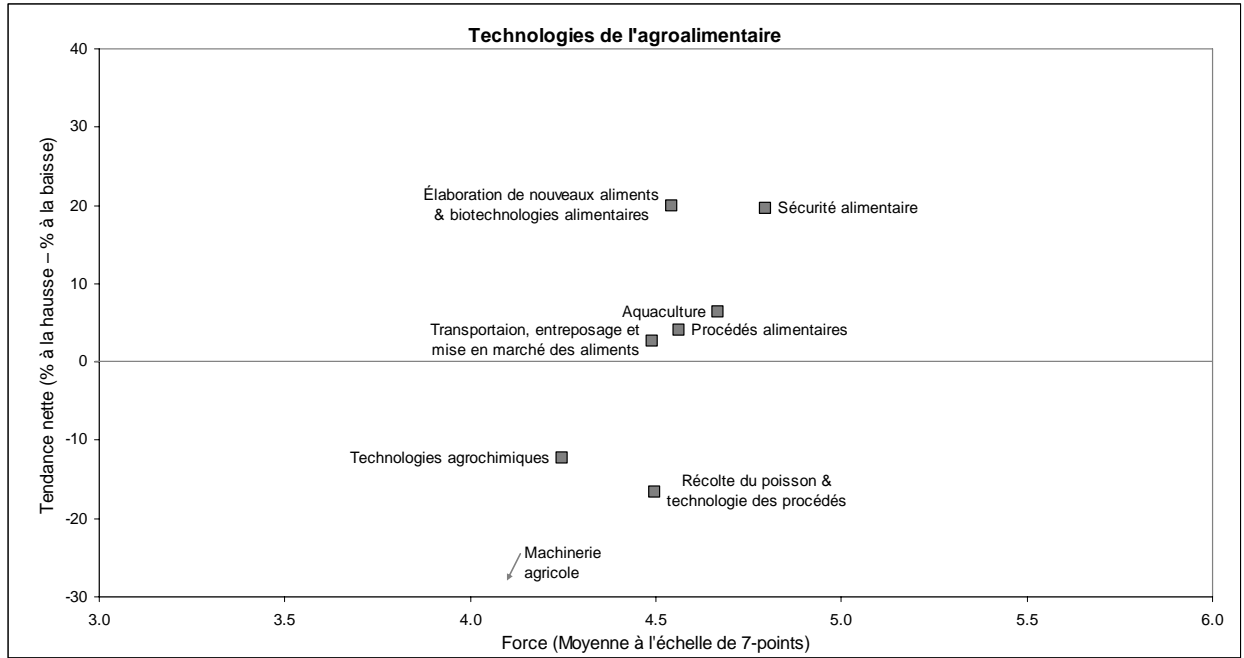 Technologies de l'agroalimentaire
Tendance nette (% à la hausse – % à la baisse)
40
30
20
10
0
-10
-20
-30
Élaboration de nouveaux aliments
& biotechnologies alimentaires
Sécurité alimentaire
Aquaculture
Transportaion, entreposage et
mise en marché des aliments
Procédés alimentaires
Technologies agrochimiques
Récolte du poisson &
technologie des procédés
Machinerie
agricole
3.0 3.5 4.0 4.5 5.0 5.5 6.0
Force (Moyenne à l'échelle de 7-points)